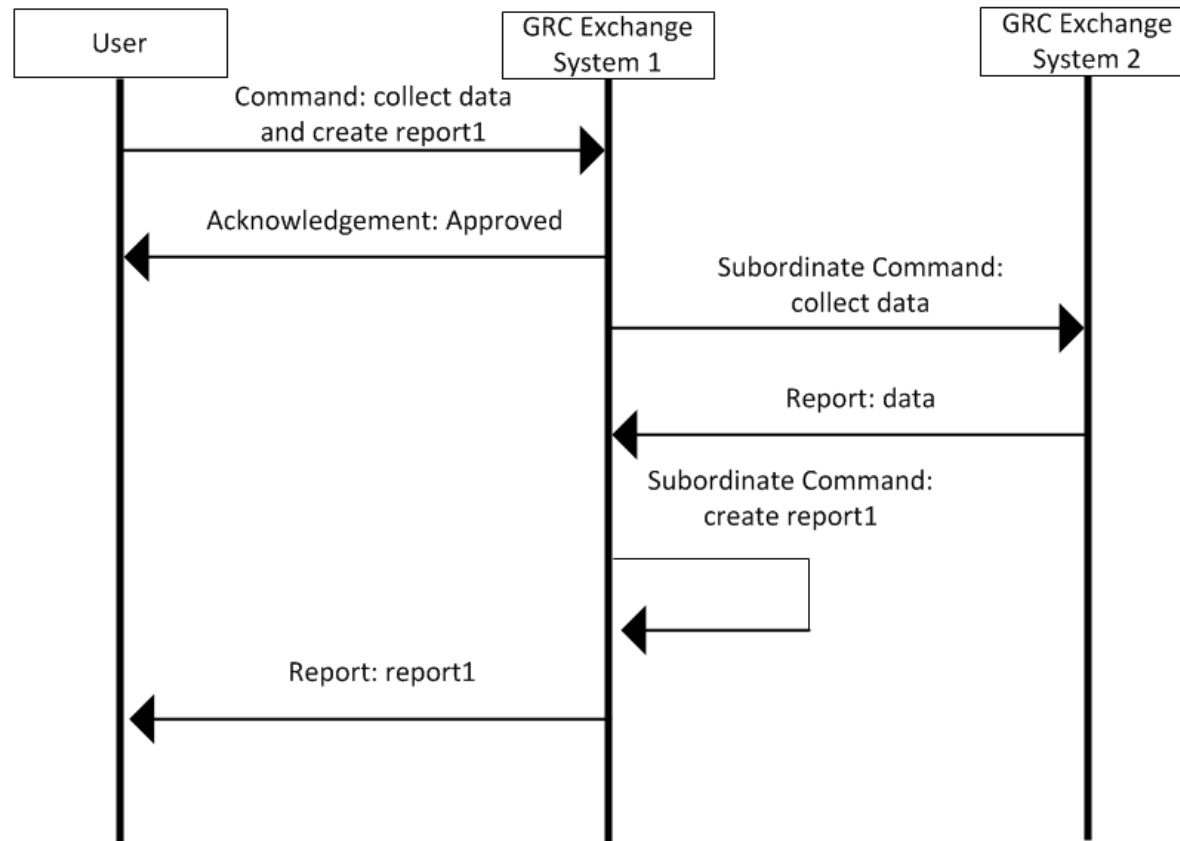 User
GRC Exchange
System 1
GRC Exchange
System 2
Command: collect data
and create report1
Acknowledgement: Approved
Subordinate Command:
collect data
Report: data
Subordinate Command:
create report1
Report: report1